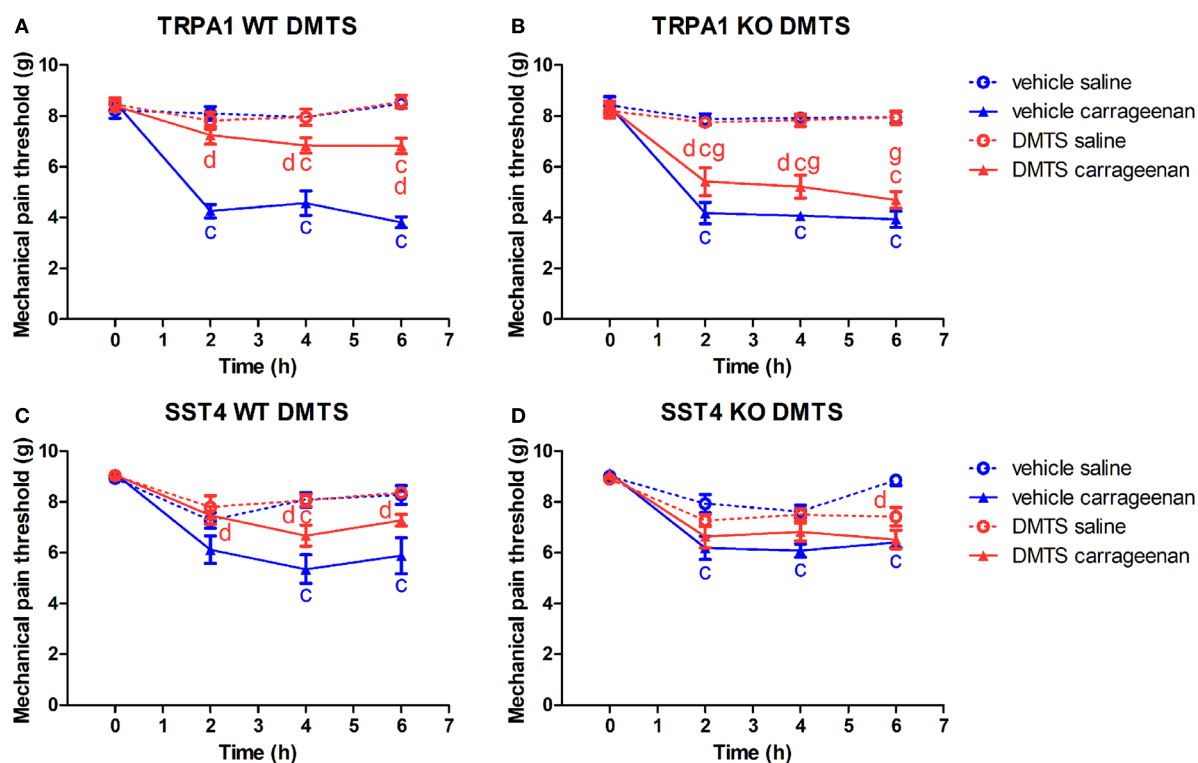 A
TRPA1 WT DMTS
Mechanical pain threshold (g)
10
8
6
4
2
0
d
d c
c
d
c
c
c
0 1 2 3 4 5 6 7
Time (h)
B
TRPA1 KO DMTS
Mechanical pain threshold (g)
10
8
6
4
2
0
d cg
d cg
g
c
c
c
c
0 1 2 3 4 5 6 7
Time (h)
vehicle saline
vehicle carrageenan
DMTS saline
DMTS carrageenan
C
SST4 WT DMTS
Mechanical pain threshold (g)
10
8
6
4
2
0
d
d c
d
c
c
0 1 2 3 4 5 6 7
Time (h)
D
SST4 KO DMTS
Mechanical pain threshold (g)
10
8
6
4
2
0
d
c
c
c
0 1 2 3 4 5 6 7
Time (h)
vehicle saline
vehicle carrageenan
DMTS saline
DMTS carrageenan